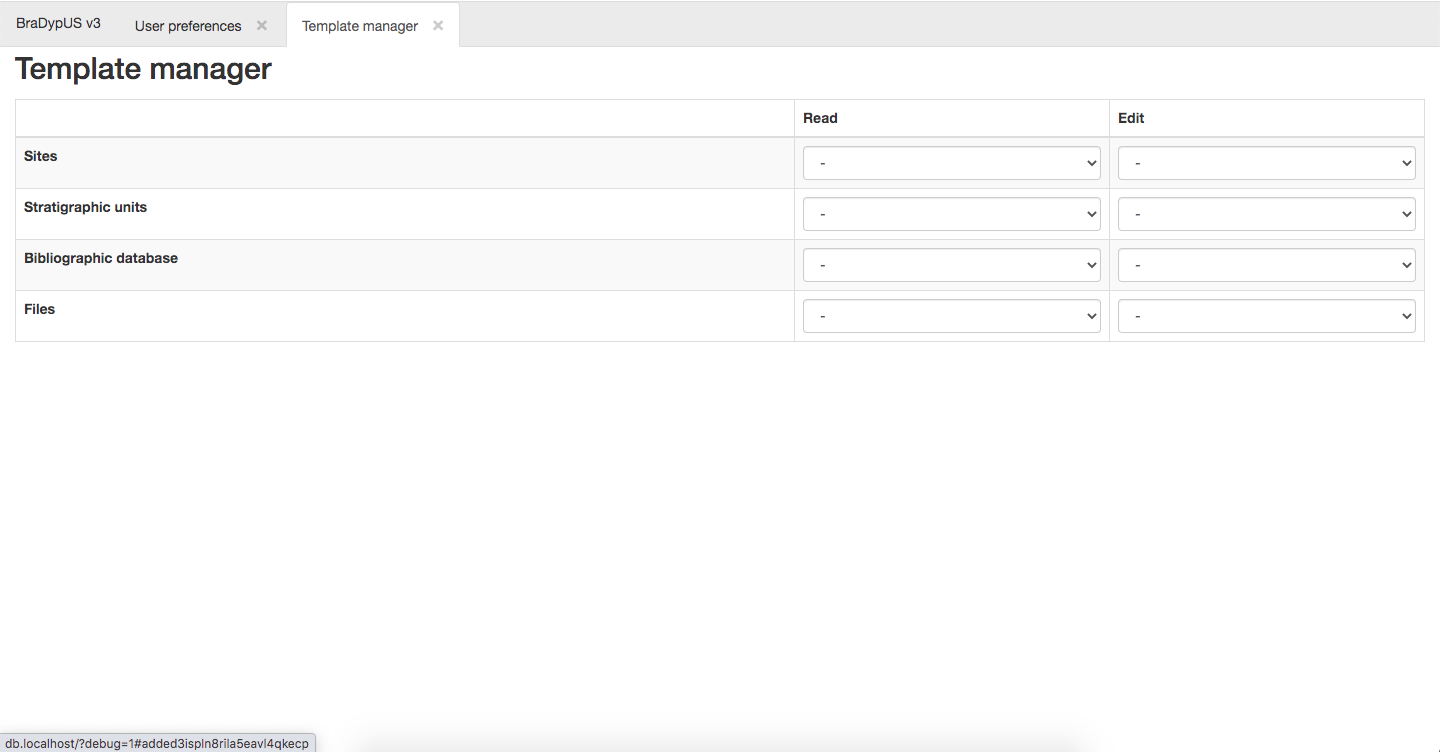 BraDypUS v3 User preferences × Template manager ×
Template manager
Read Edit
Sites - -
Stratigraphic units - -
Bibliographic database - -
Files - -
db.localhost/?debug=1#added3ispln8rila5eavl4qkecp